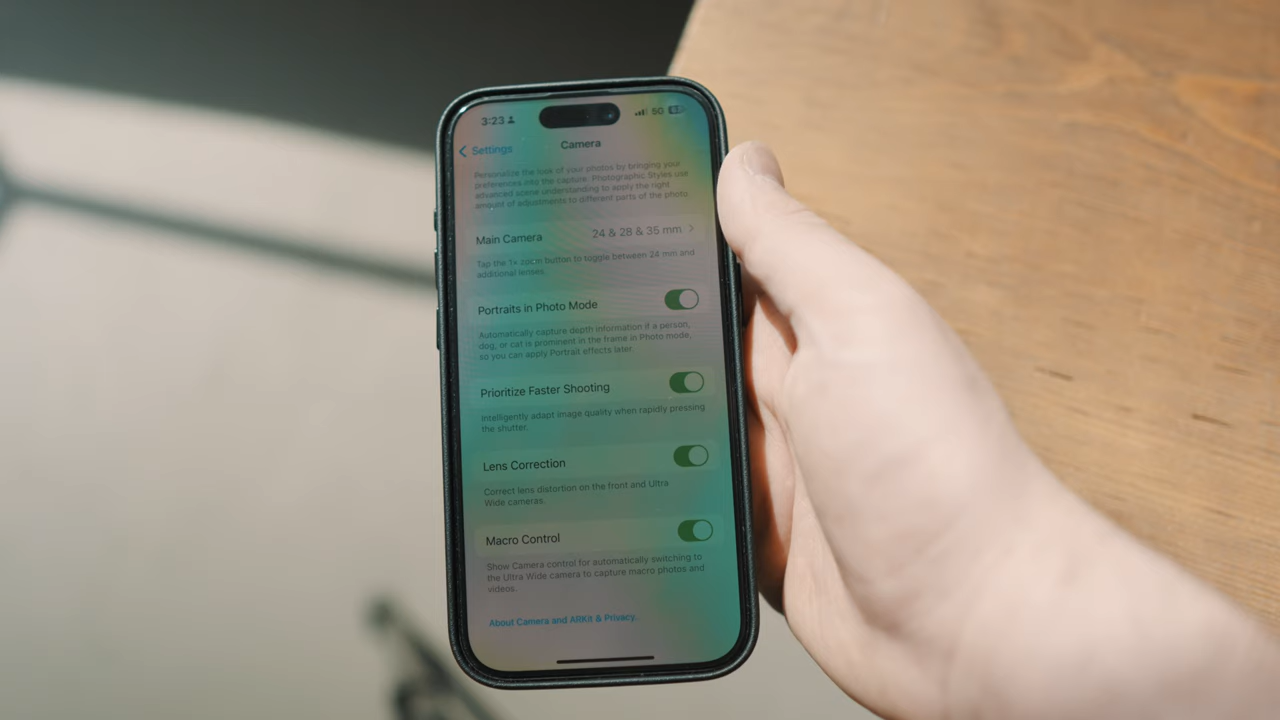 3:23
5G
Settings
Camera
Personalize the look of your photos by bringing your
preferences into the capture. Photographic Styles use
advanced scene understanding to apply the right
amount of adjustments to different parts of the photo.
Main Camera
24 & 28 & 35 mm
Tap the 1× zoom button to toggle between 24 mm and
additional lenses.
Portraits in Photo Mode
Automatically capture depth information if a person,
dog, or cat is prominent in the frame in Photo mode,
so you can apply Portrait effects later.
Prioritize Faster Shooting
Intelligently adapt image quality when rapidly pressing
the shutter.
Lens Correction
Correct lens distortion on the front and Ultra
Wide cameras.
Macro Control
Show Camera control for automatically switching to
the Ultra Wide camera to capture macro photos and
videos.
About Camera and ARKit & Privacy...